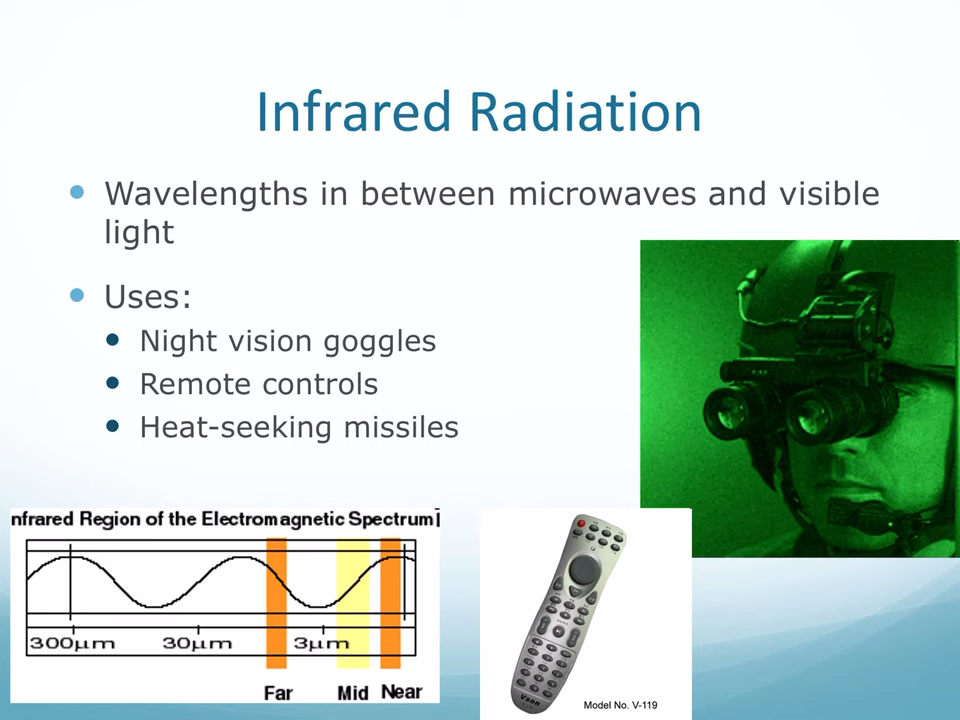 Infrared Radiation
Wavelengths in between microwaves and visible
light
Uses:
Night vision goggles
Remote controls
Heat-seeking missiles
nfrared Region of the Electromagnetic Spectrum
300µm 30µm 3µm
Far Mid Near
Vson
Model No. V-119